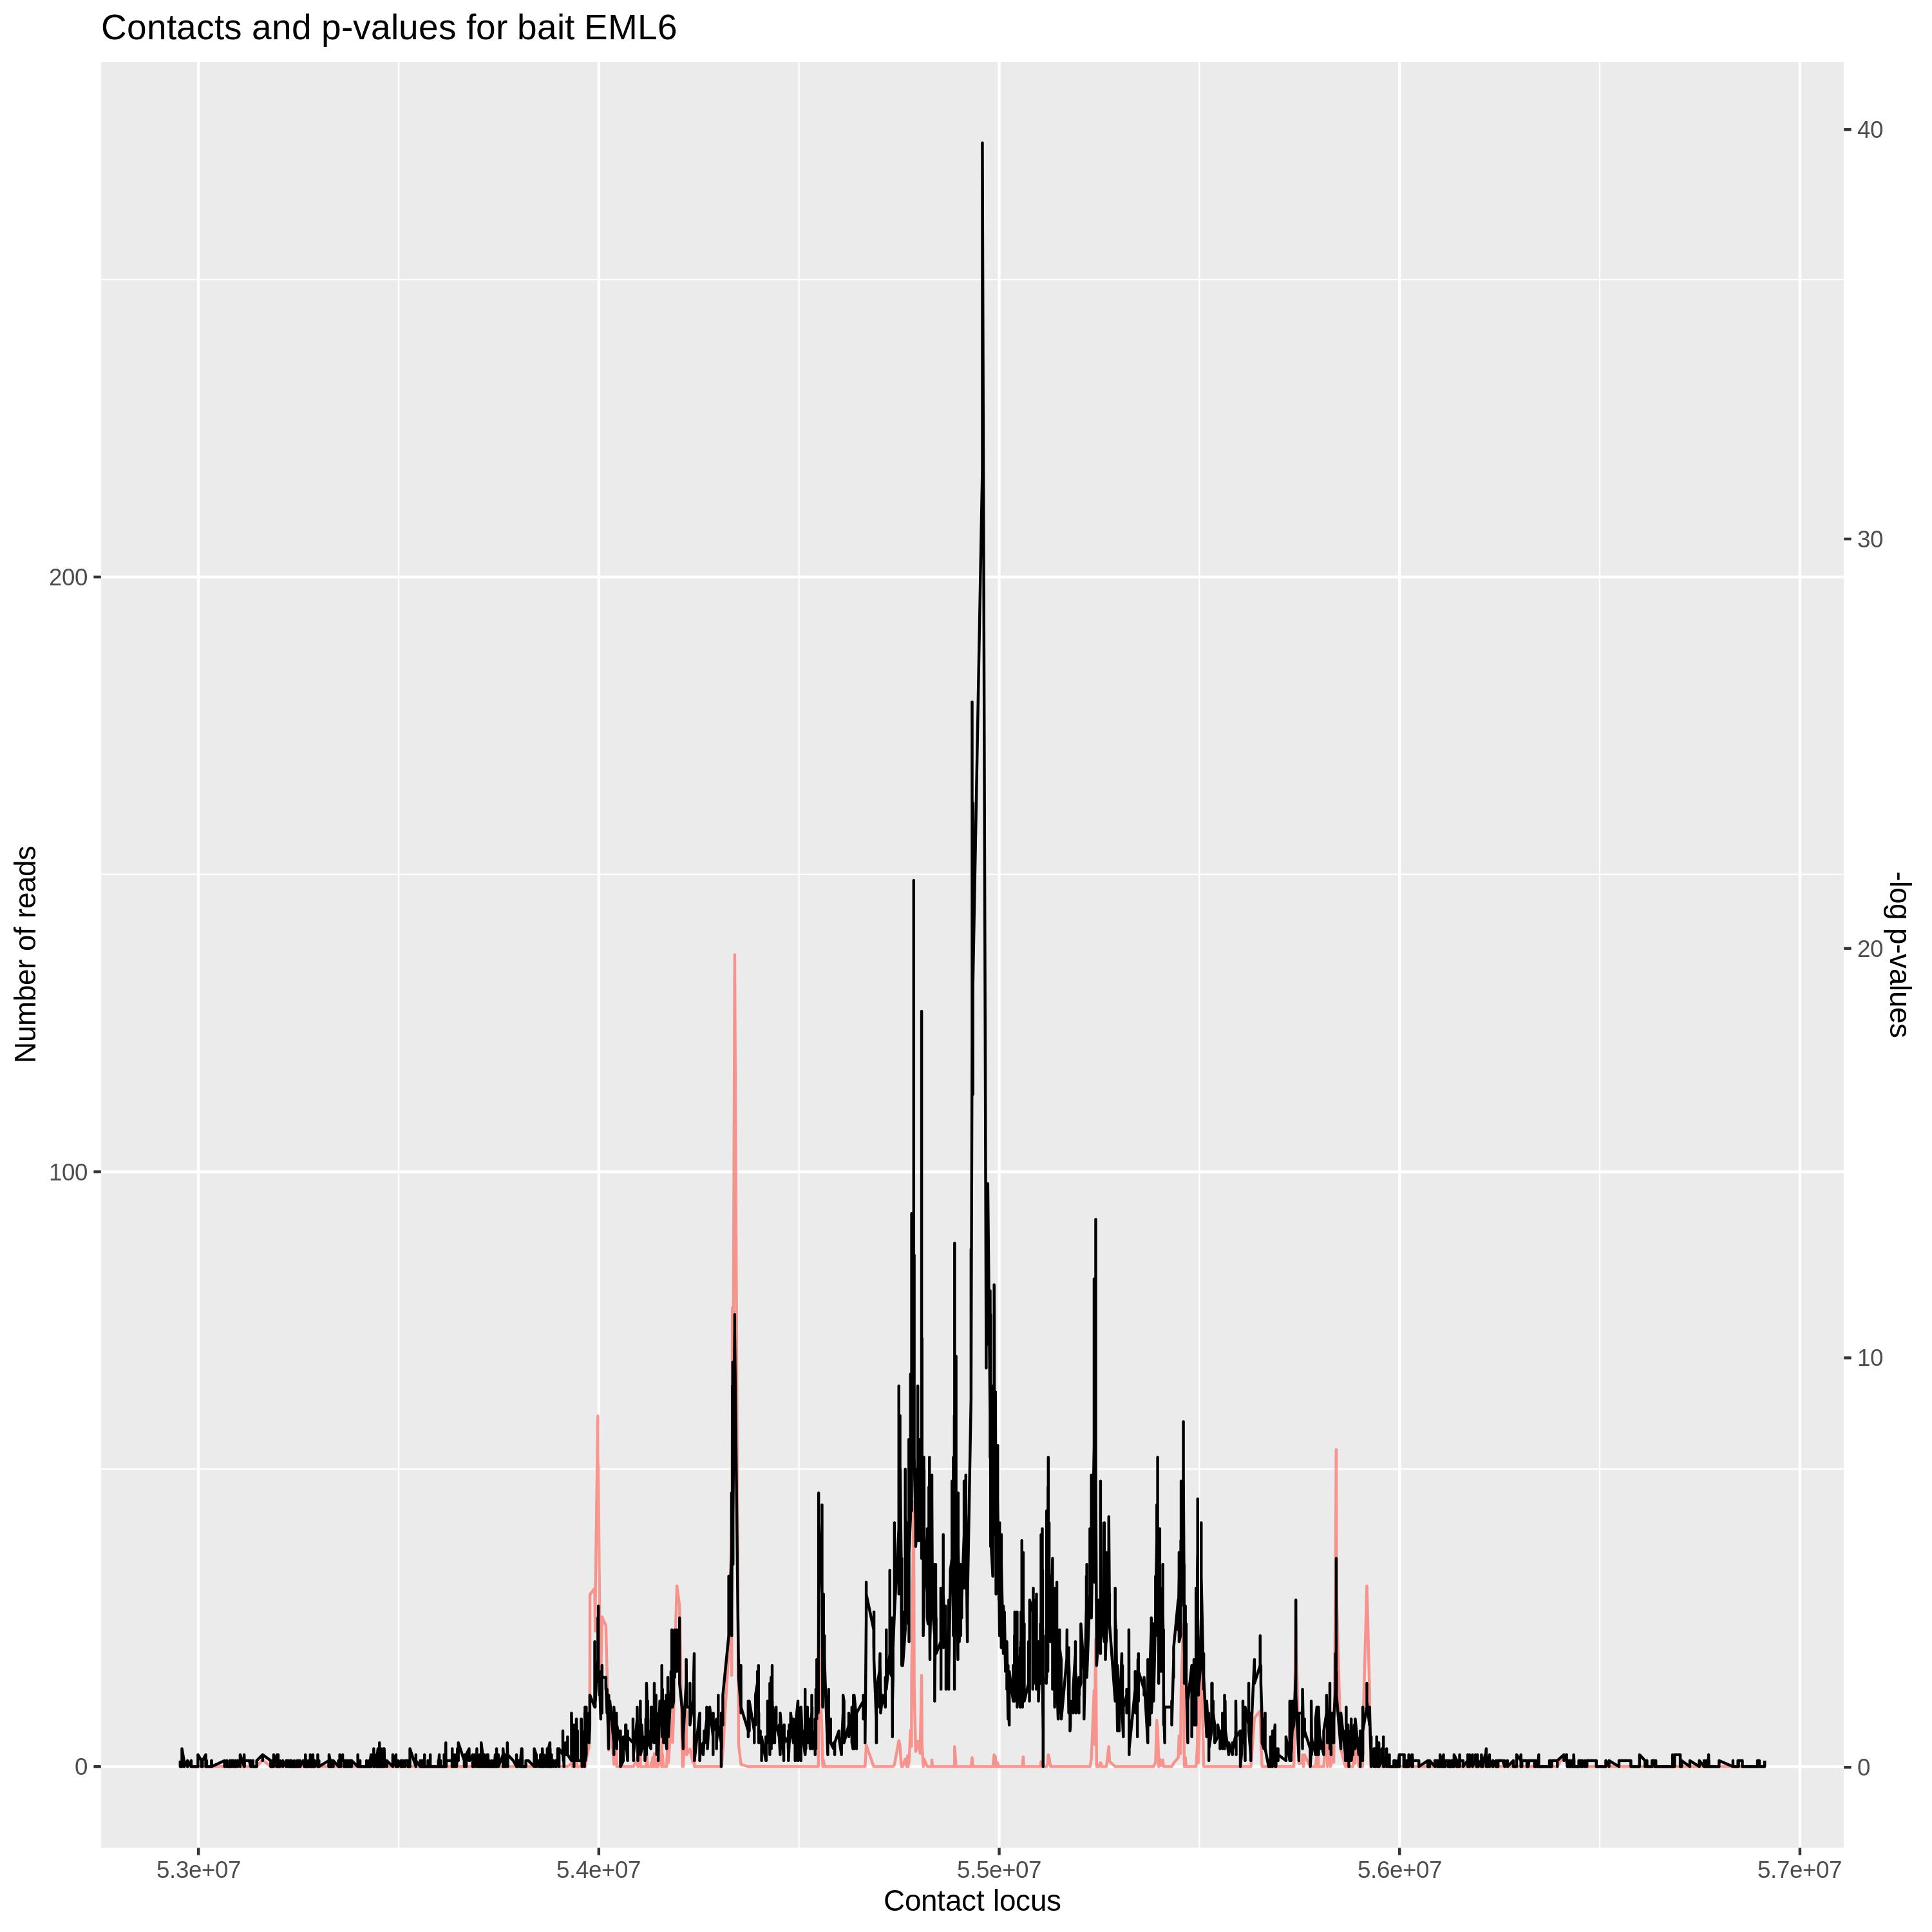 Contacts and p-values for bait EML6
Number of reads
200
100
0
40
30
20
10
0
-log p-values
5.3e+07
5.4e+07
5.5e+07
5.6e+07
5.7e+07
Contact locus